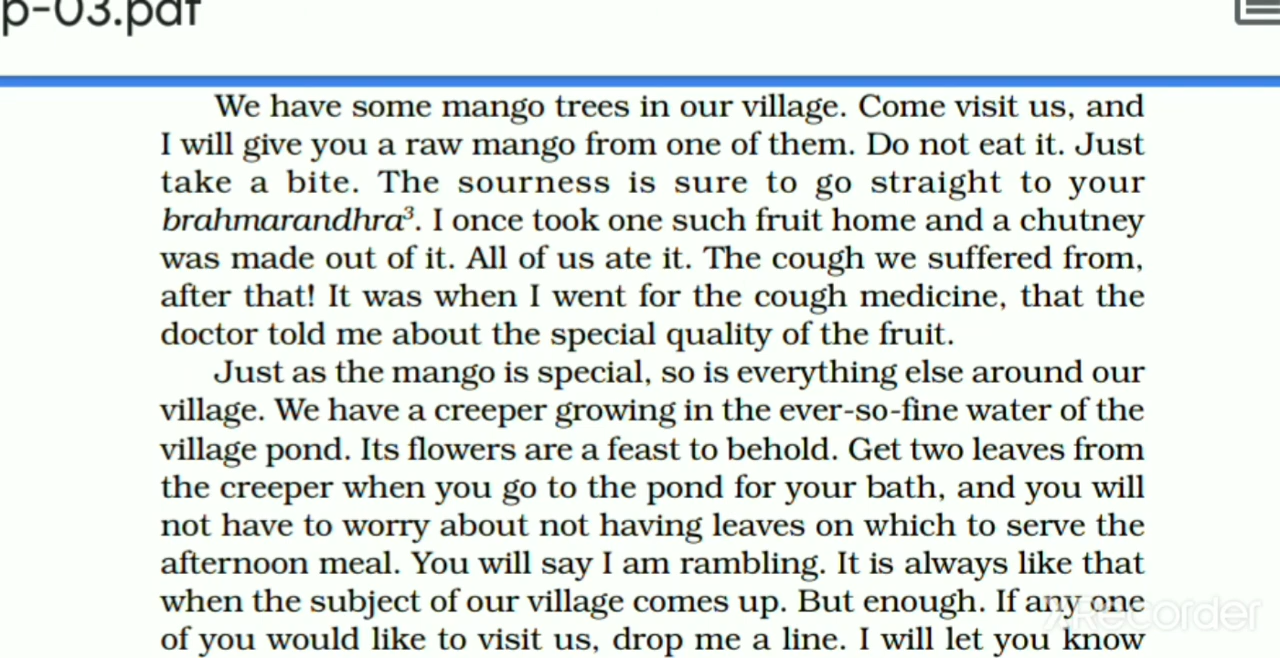 p-03.pdf
We have some mango trees in our village. Come visit us, and
I will give you a raw mango from one of them. Do not eat it. Just
take a bite. The sourness is sure to go straight to your
brahmarandhra³. I once took one such fruit home and a chutney
was made out of it. All of us ate it. The cough we suffered from,
after that! It was when I went for the cough medicine, that the
doctor told me about the special quality of the fruit.
Just as the mango is special, so is everything else around our
village. We have a creeper growing in the ever-so-fine water of the
village pond. Its flowers are a feast to behold. Get two leaves from
the creeper when you go to the pond for your bath, and you will
not have to worry about not having leaves on which to serve the
afternoon meal. You will say I am rambling. It is always like that
when the subject of our village comes up. But enough. If any one
of you would like to visit us, drop me a line. I will let you know
Recorder